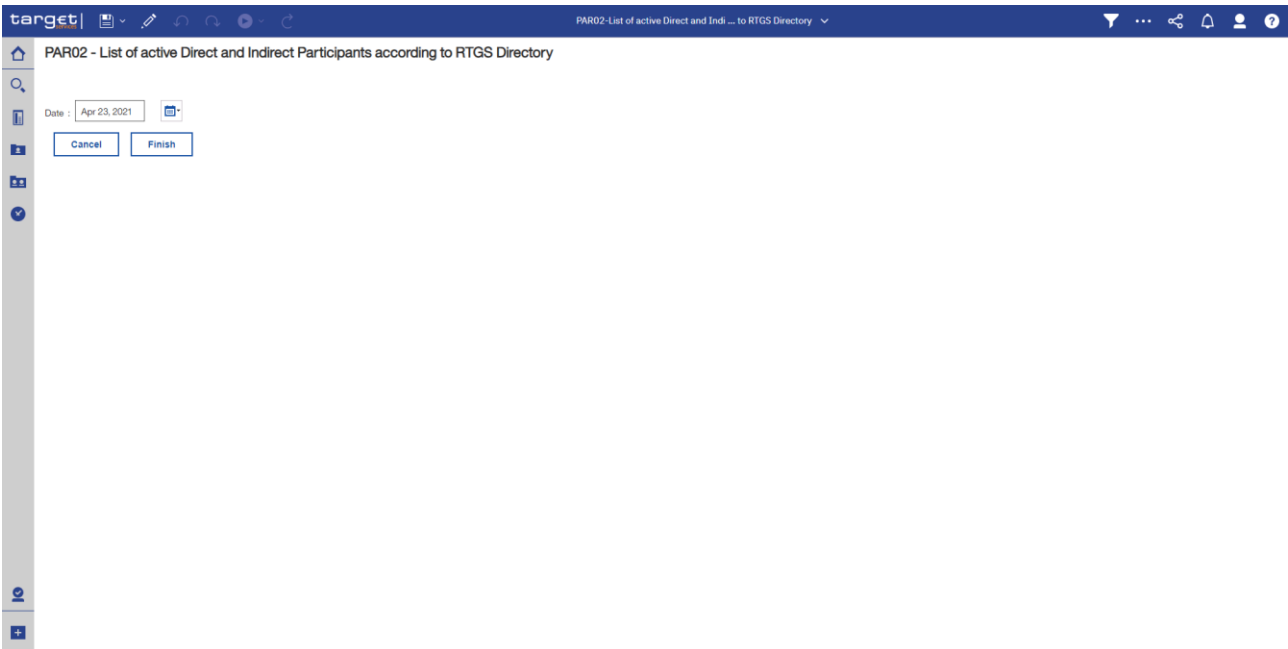 target|
services
PAR02-List of active Direct and Indi ... to RTGS Directory
PAR02 - List of active Direct and Indirect Participants according to RTGS Directory
Date : Apr 23, 2021
Cancel Finish